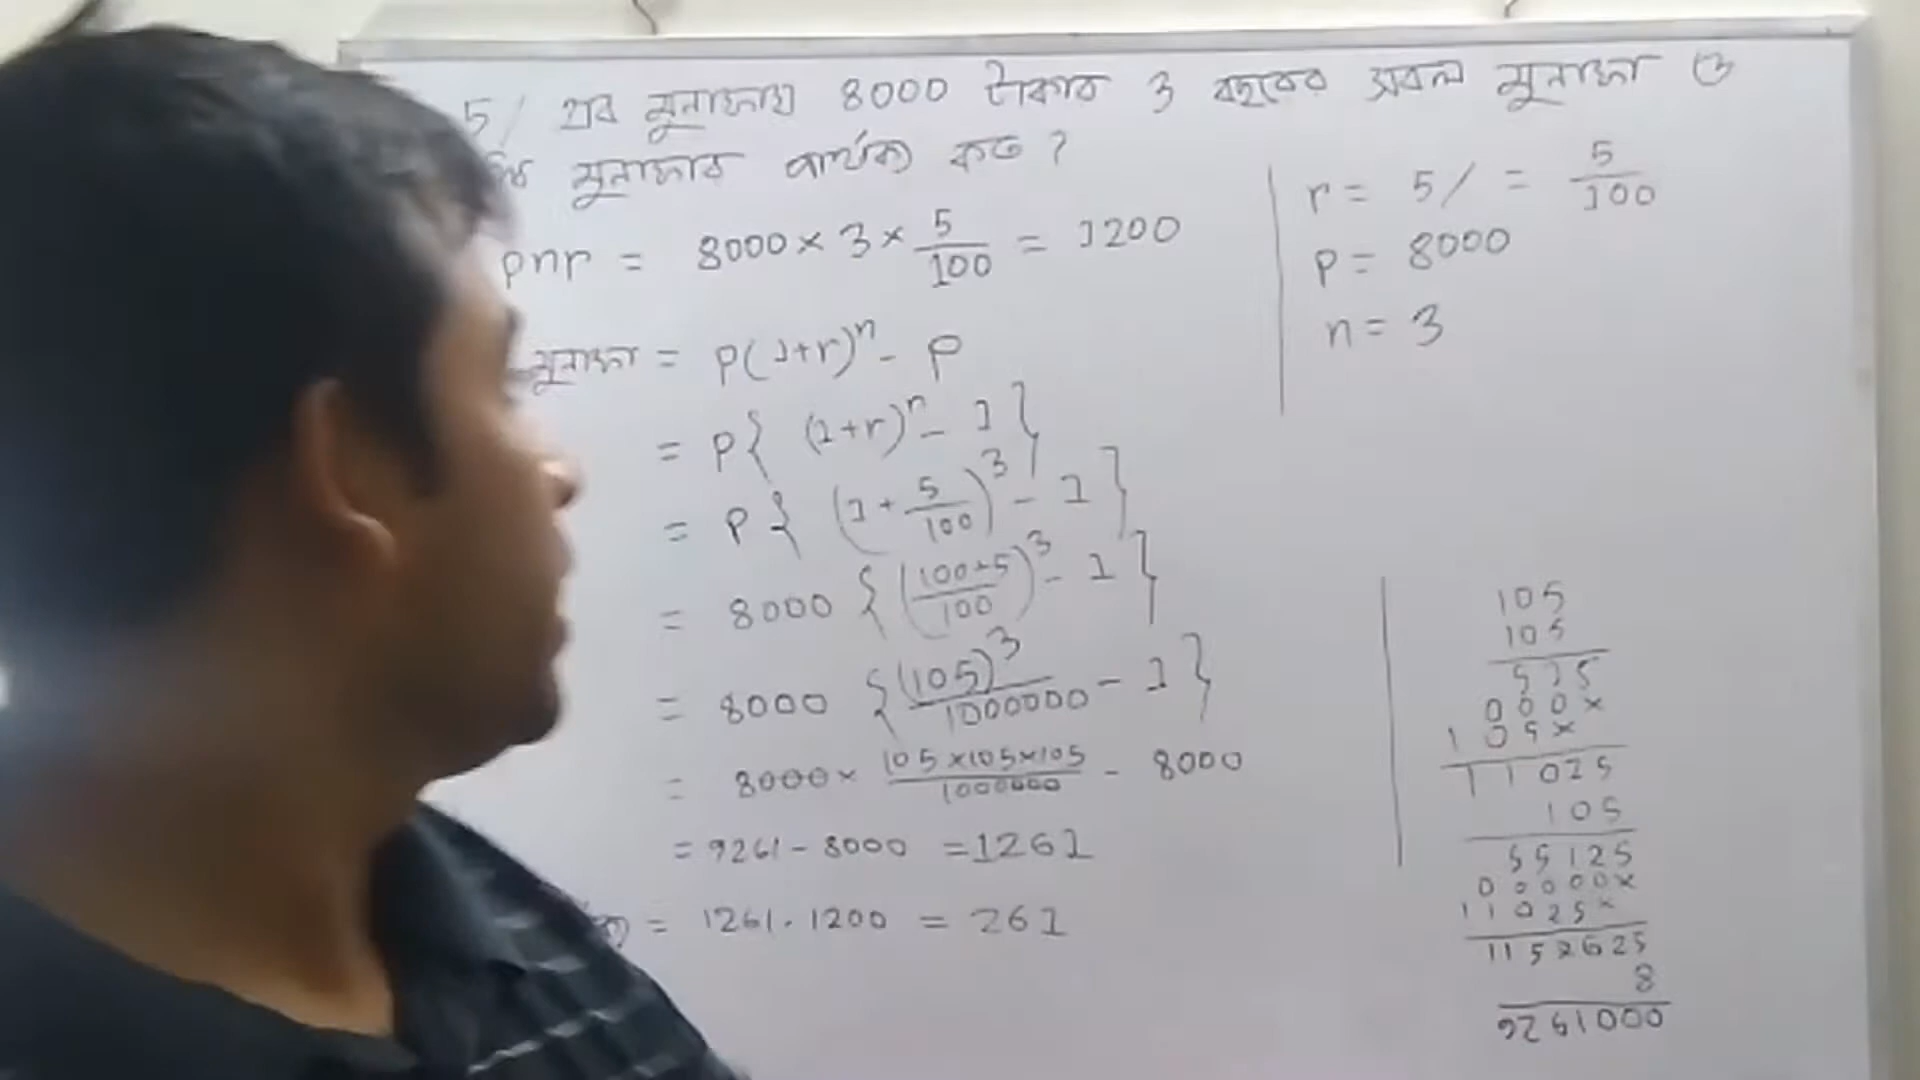 5% এর মুনাফায় 8000 টাকার 3 বছরের সরল মুনাফা ও
মুনাফার পার্থক্য কত ?
pnr = 8000 × 3 × 5/100 = 1200
মুনাফা = p(1+r)^n - p
= p{ (1+r)^n - 1 }
= p{ (1 + 5/100)^3 - 1 }
= 8000 { (100+5/100)^3 - 1 }
= 8000 { (105)^3/1000000 - 1 }
= 8000 × 105×105×105/1000000 - 8000
= 9261 - 8000 = 1261
= 1261 - 1200 = 261
r = 5% = 5/100
p = 8000
n = 3
105
105
525
000×
105×
11025
105
55125
00000×
11025×
1152625
8
9261000